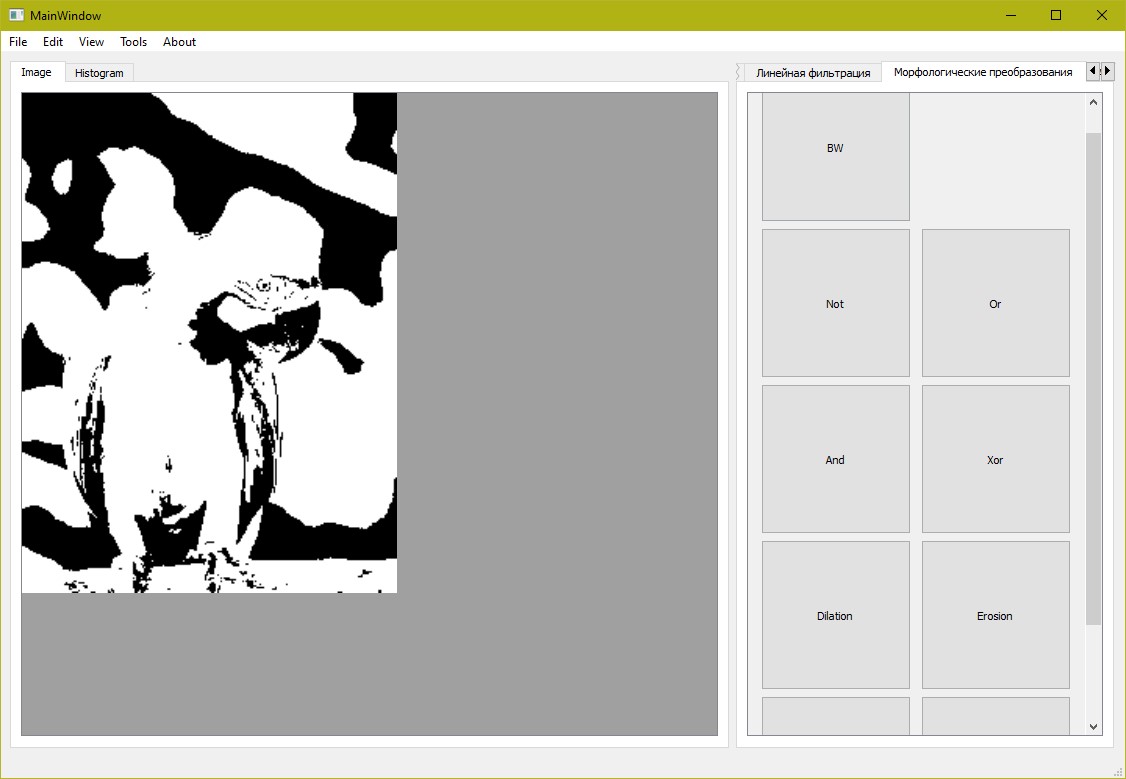 MainWindow
File Edit View Tools About
Image Histogram
Линейная фильтрация Морфологические преобразования
BW
Not Or
And Xor
Dilation Erosion